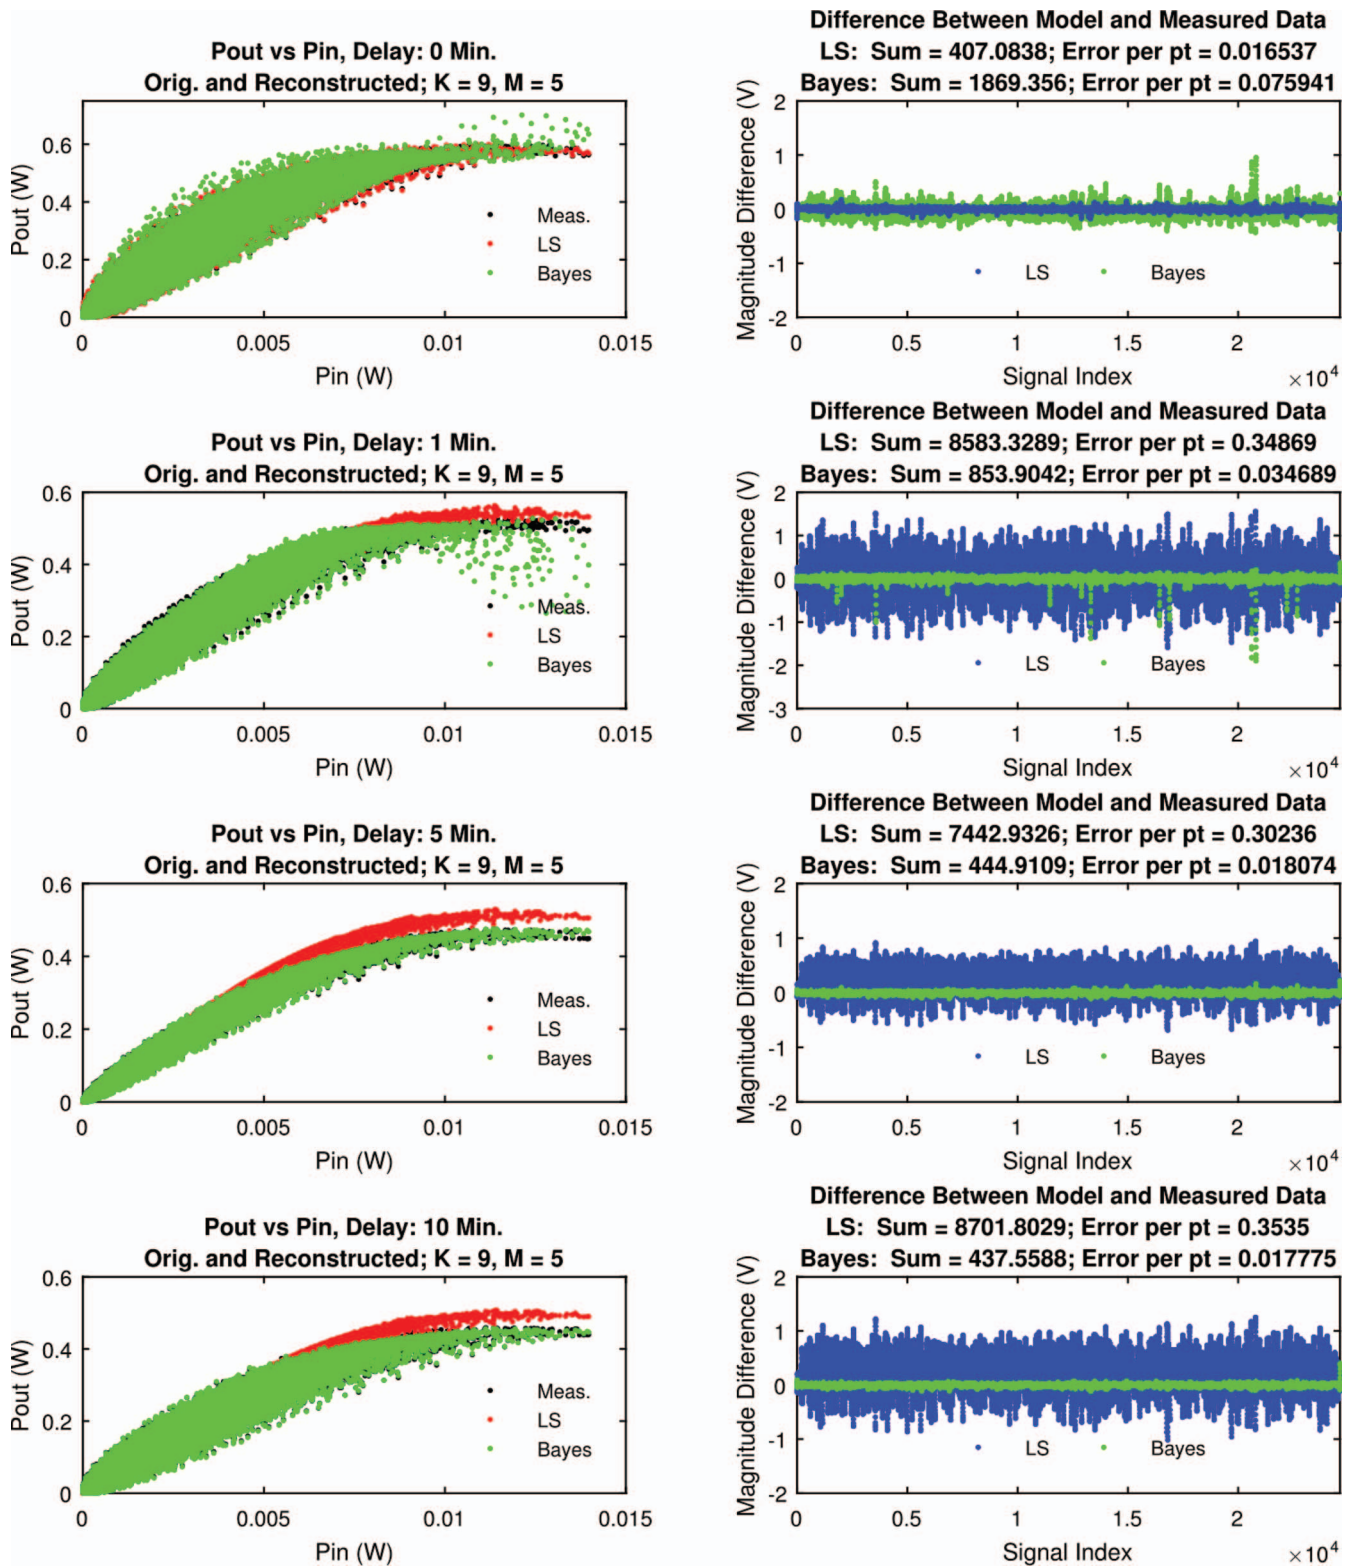 Pout vs Pin, Delay: 0 Min.
Orig. and Reconstructed; K = 9, M = 5
Pout (W)
0.6
0.4
0.2
0
Meas.
LS
Bayes
0
0.005
0.01
0.015
Pin (W)
Difference Between Model and Measured Data
LS: Sum = 407.0838; Error per pt = 0.016537
Bayes: Sum = 1869.356; Error per pt = 0.075941
Magnitude Difference (V)
2
1
0
-1
-2
LS
Bayes
0
0.5
1
1.5
2
×10⁴
Signal Index
Pout vs Pin, Delay: 1 Min.
Orig. and Reconstructed; K = 9, M = 5
Pout (W)
0.6
0.4
0.2
0
Meas.
LS
Bayes
0
0.005
0.01
0.015
Pin (W)
Difference Between Model and Measured Data
LS: Sum = 8583.3289; Error per pt = 0.34869
Bayes: Sum = 853.9042; Error per pt = 0.034689
Magnitude Difference (V)
2
1
0
-1
-2
-3
LS
Bayes
0
0.5
1
1.5
2
×10⁴
Signal Index
Pout vs Pin, Delay: 5 Min.
Orig. and Reconstructed; K = 9, M = 5
Pout (W)
0.6
0.4
0.2
0
Meas.
LS
Bayes
0
0.005
0.01
0.015
Pin (W)
Difference Between Model and Measured Data
LS: Sum = 7442.9326; Error per pt = 0.30236
Bayes: Sum = 444.9109; Error per pt = 0.018074
Magnitude Difference (V)
2
1
0
-1
-2
LS
Bayes
0
0.5
1
1.5
2
×10⁴
Signal Index
Pout vs Pin, Delay: 10 Min.
Orig. and Reconstructed; K = 9, M = 5
Pout (W)
0.6
0.4
0.2
0
Meas.
LS
Bayes
0
0.005
0.01
0.015
Pin (W)
Difference Between Model and Measured Data
LS: Sum = 8701.8029; Error per pt = 0.3535
Bayes: Sum = 437.5588; Error per pt = 0.017775
Magnitude Difference (V)
2
1
0
-1
-2
LS
Bayes
0
0.5
1
1.5
2
×10⁴
Signal Index